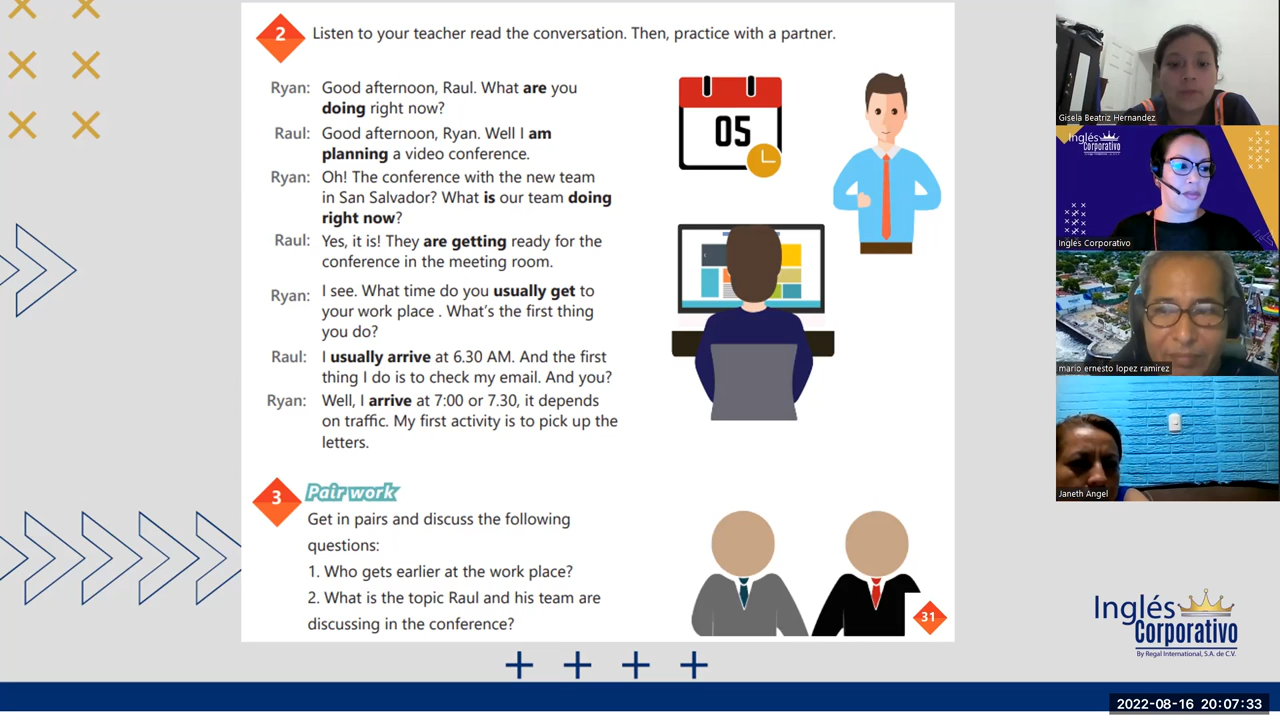 2
Listen to your teacher read the conversation. Then, practice with a partner.
Ryan: Good afternoon, Raul. What are you
doing right now?
Raul: Good afternoon, Ryan. Well I am
planning a video conference.
Ryan: Oh! The conference with the new team
in San Salvador? What is our team doing
right now?
Raul: Yes, it is! They are getting ready for the
conference in the meeting room.
Ryan: I see. What time do you usually get to
your work place . What's the first thing
you do?
Raul: I usually arrive at 6.30 AM. And the first
thing I do is to check my email. And you?
Ryan: Well, I arrive at 7:00 or 7.30, it depends
on traffic. My first activity is to pick up the
letters.
05
3
Pair work
Get in pairs and discuss the following
questions:
1. Who gets earlier at the work place?
2. What is the topic Raul and his team are
discussing in the conference?
31
Gisela Beatriz Hernandez
Inglés
Corporativo
Inglés Corporativo
mario ernesto lopez ramirez
Janeth Angel
Inglés
Corporativo
By Regal International, S.A. de C.V.
2022-08-16 20:07:33